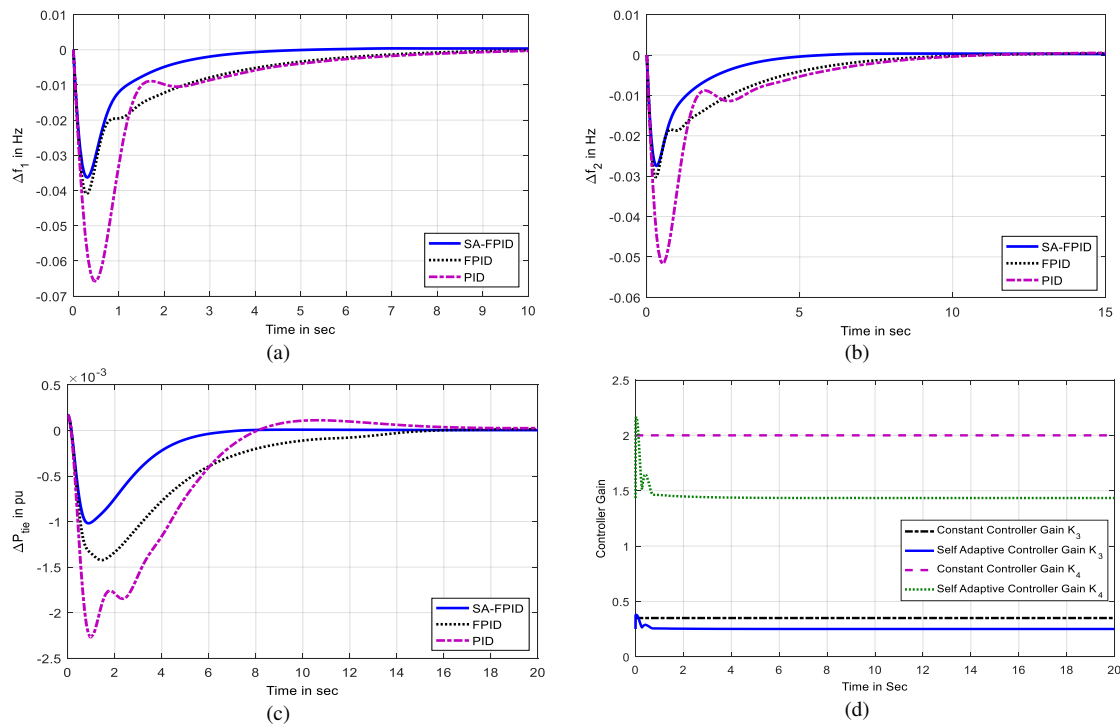 0.01
0
-0.01
-0.02
-0.03
-0.04
-0.05
-0.06
-0.07
Δf1 in Hz
SA-FPID
FPID
PID
0 1 2 3 4 5 6 7 8 9 10
Time in sec
(a)
0.01
0
-0.01
-0.02
-0.03
-0.04
-0.05
-0.06
Δf2 in Hz
SA-FPID
FPID
PID
0 5 10 15
Time in sec
(b)
×10-3
0.5
0
-0.5
-1
-1.5
-2
-2.5
ΔPtie in pu
SA-FPID
FPID
PID
0 2 4 6 8 10 12 14 16 18 20
Time in sec
(c)
2.5
2
1.5
1
0.5
0
Controller Gain
Constant Controller Gain K3
Self Adaptive Controller Gain K3
Constant Controller Gain K4
Self Adaptive Controller Gain K4
0 2 4 6 8 10 12 14 16 18 20
Time in Sec
(d)